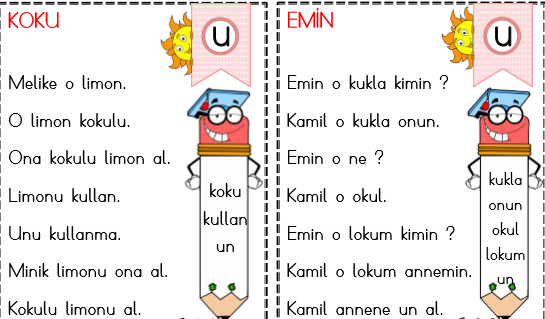 KOKU
u
Melike o limon.
O limon kokulu.
Ona kokulu limon al.
Limonu kullan.
Unu kullanma.
Minik limonu ona al.
Kokulu limonu al.
koku
kullan
un
EMİN
u
Emin o kukla kimin ?
Kamil o kukla onun.
Emin o ne ?
Kamil o okul.
Emin o lokum kimin ?
Kamil o lokum annemin.
Kamil annene un al.
kukla
onun
okul
lokum
un